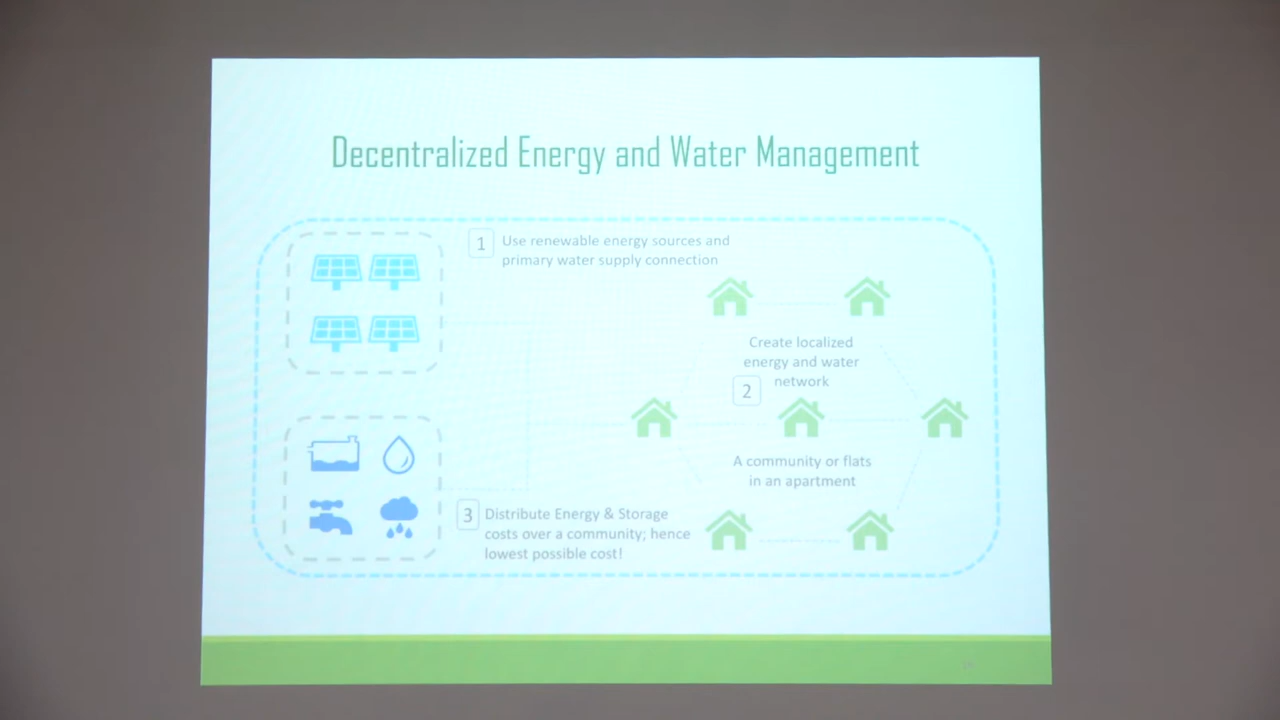 Decentralized Energy and Water Management
1
Use renewable energy sources and
primary water supply connection
Create localized
energy and water
network
2
A community or flats
in an apartment
3
Distribute Energy & Storage
costs over a community; hence
lowest possible cost!